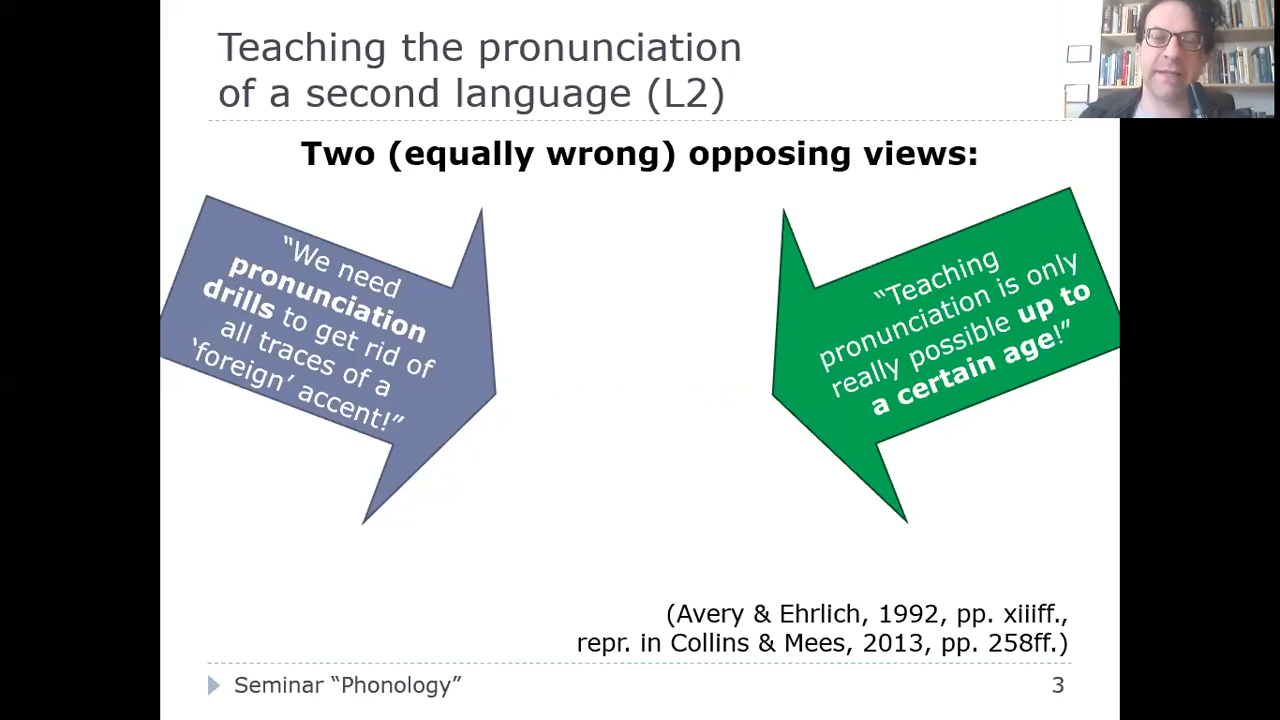 Teaching the pronunciation
of a second language (L2)
Two (equally wrong) opposing views:
“We need
pronunciation
drills to get rid of
all traces of a
‘foreign’ accent!”
“Teaching
pronunciation is only
really possible up to
a certain age!”
(Avery & Ehrlich, 1992, pp. xiiiff.,
repr. in Collins & Mees, 2013, pp. 258ff.)
Seminar “Phonology”
3